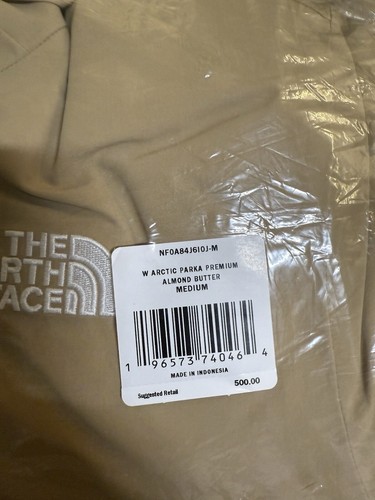 THE
NORTH
FACE
NF0A84J6I0J-M
W ARCTIC PARKA PREMIUM
ALMOND BUTTER
MEDIUM
1 96573 74046 4
MADE IN INDONESIA
Suggested Retail 500.00